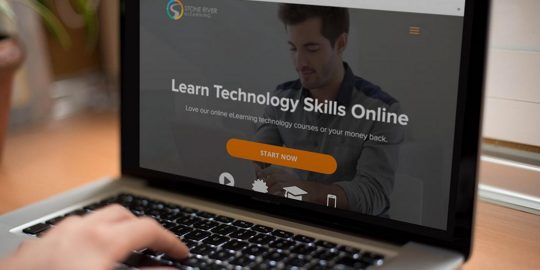 STONE RIVER
ELEARNING
Learn Technology Skills Online
Love our online eLearning technology courses or your money back.
START NOW